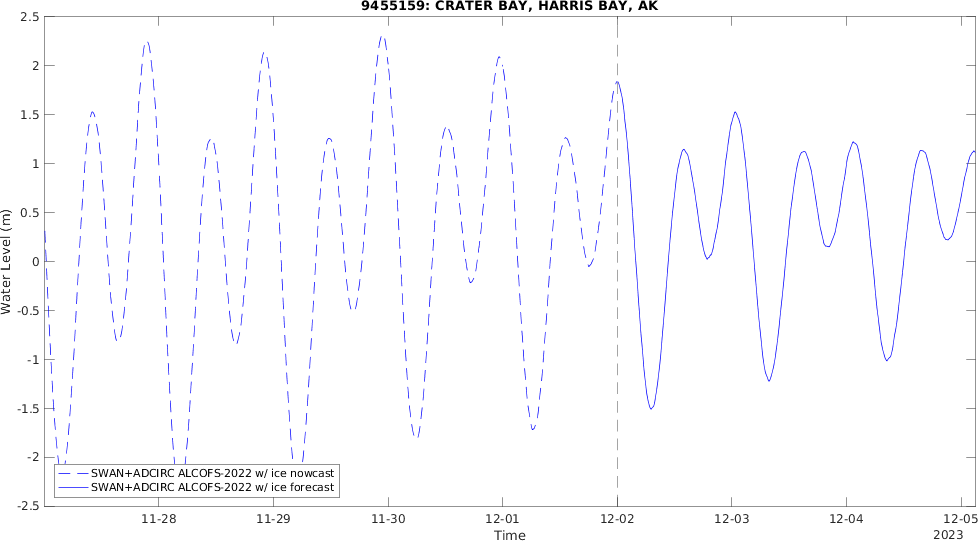 9455159: CRATER BAY, HARRIS BAY, AK
2.5
2
1.5
1
0.5
0
-0.5
-1
-1.5
-2
-2.5
Water Level (m)
SWAN+ADCIRC ALCOFS-2022 w/ ice nowcast
SWAN+ADCIRC ALCOFS-2022 w/ ice forecast
11-28 11-29 11-30 12-01 12-02 12-03 12-04 12-05
2023
Time